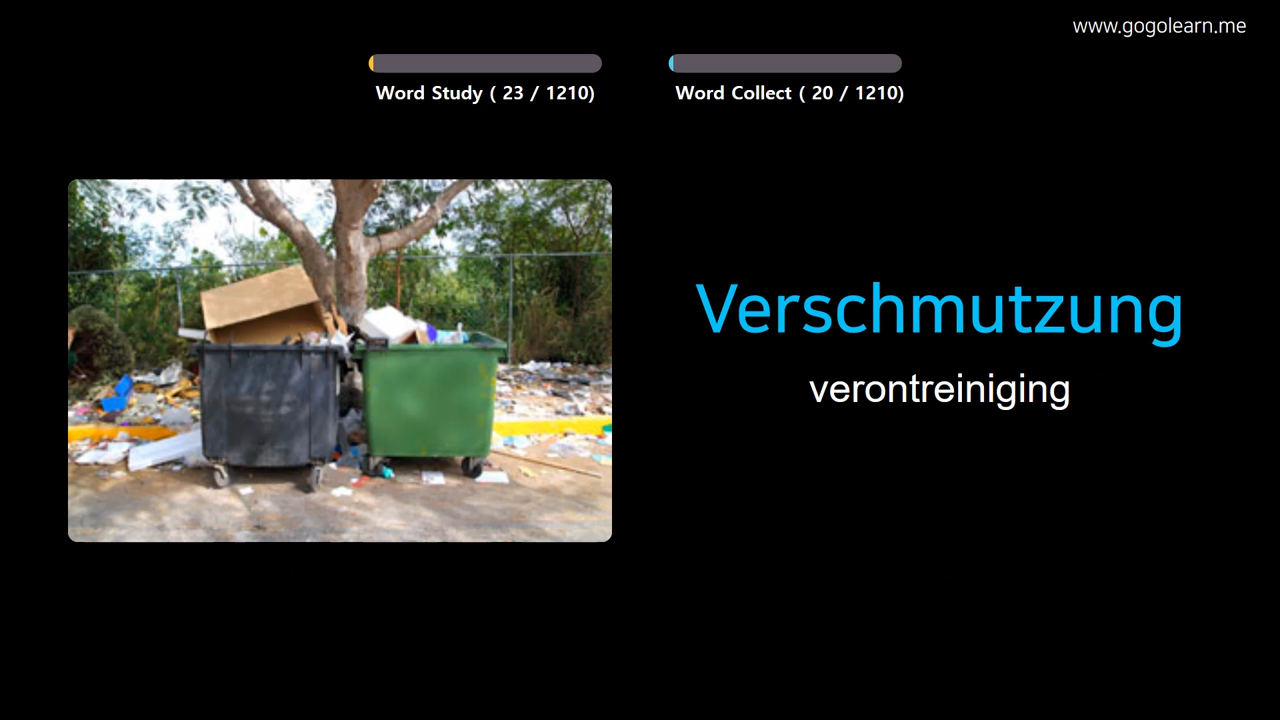 www.gogolearn.me
Word Study ( 23 / 1210)
Word Collect ( 20 / 1210)
Verschmutzung
verontreiniging